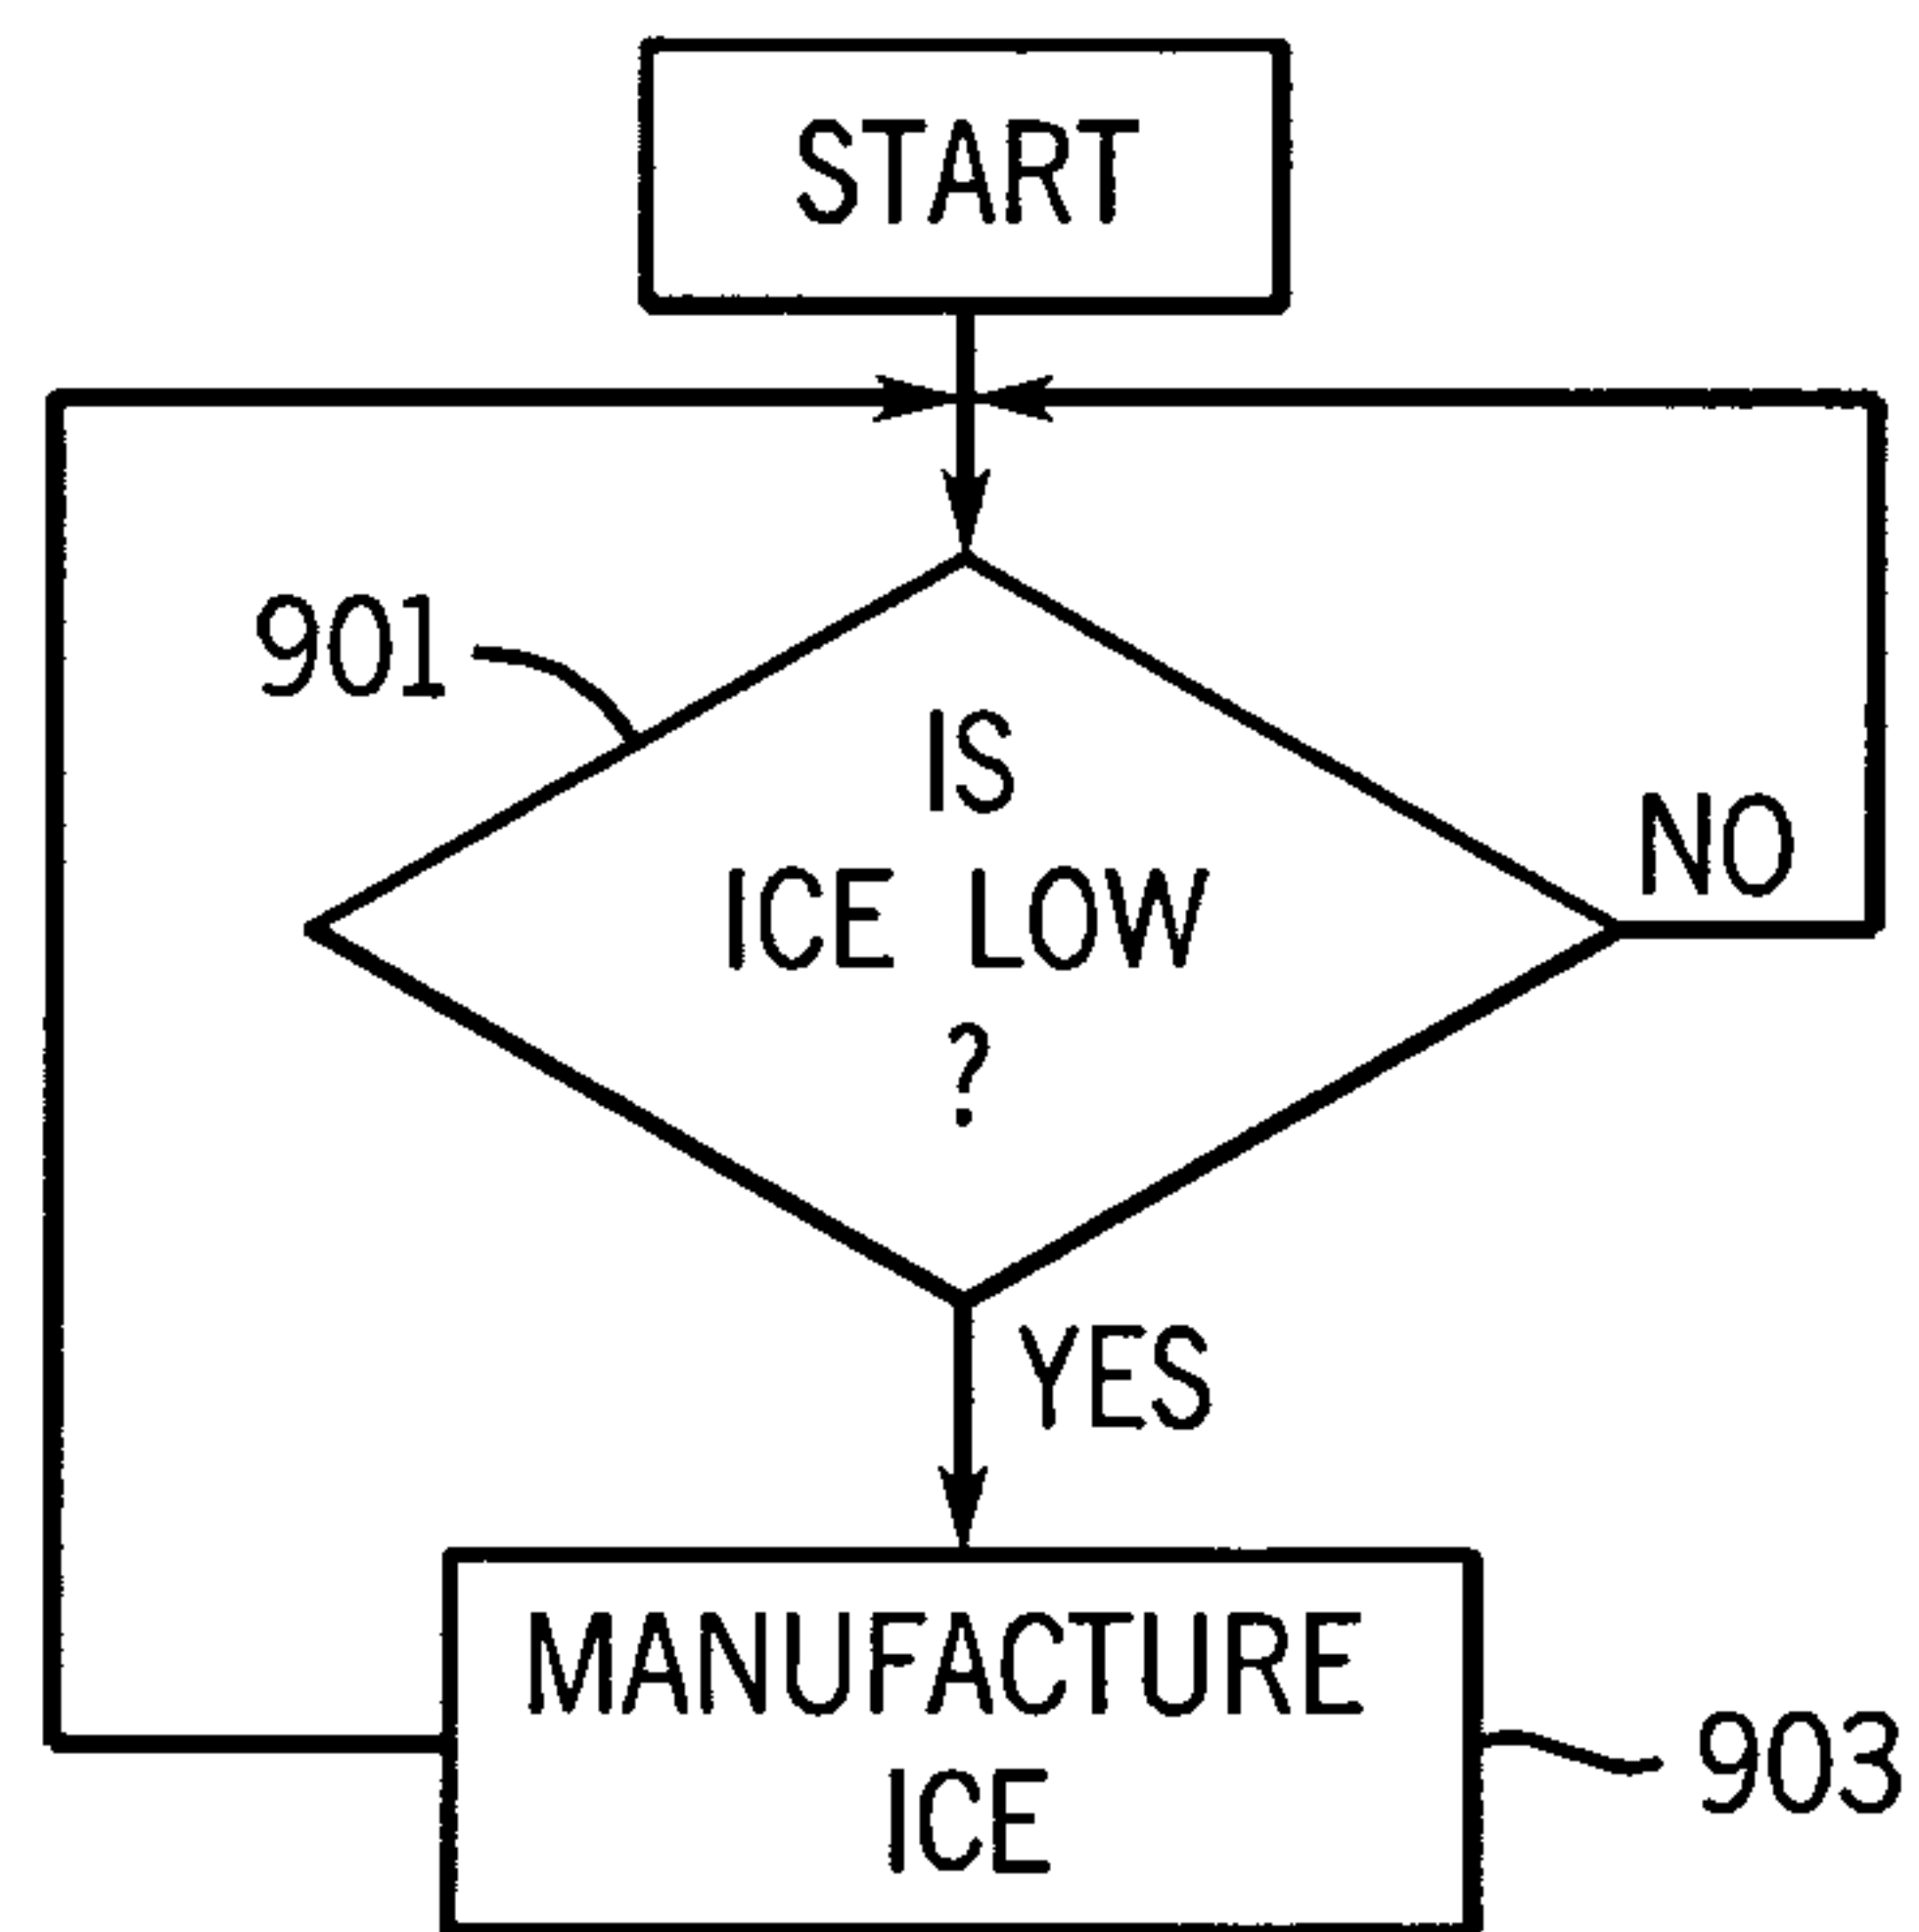 START
901
IS
ICE LOW
?
NO
YES
MANUFACTURE
ICE
903